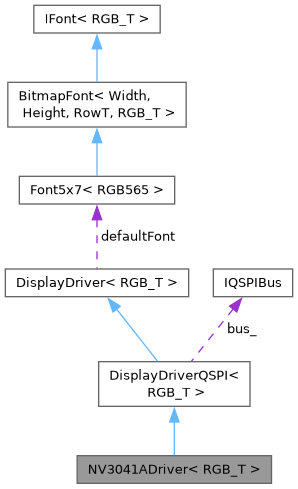 IFont< RGB_T >
BitmapFont< Width,
Height, RowT, RGB_T >
Font5x7< RGB565 >
defaultFont
DisplayDriver< RGB_T >
IQSPIBus
bus_
DisplayDriverQSPI<
RGB_T >
NV3041ADriver< RGB_T >